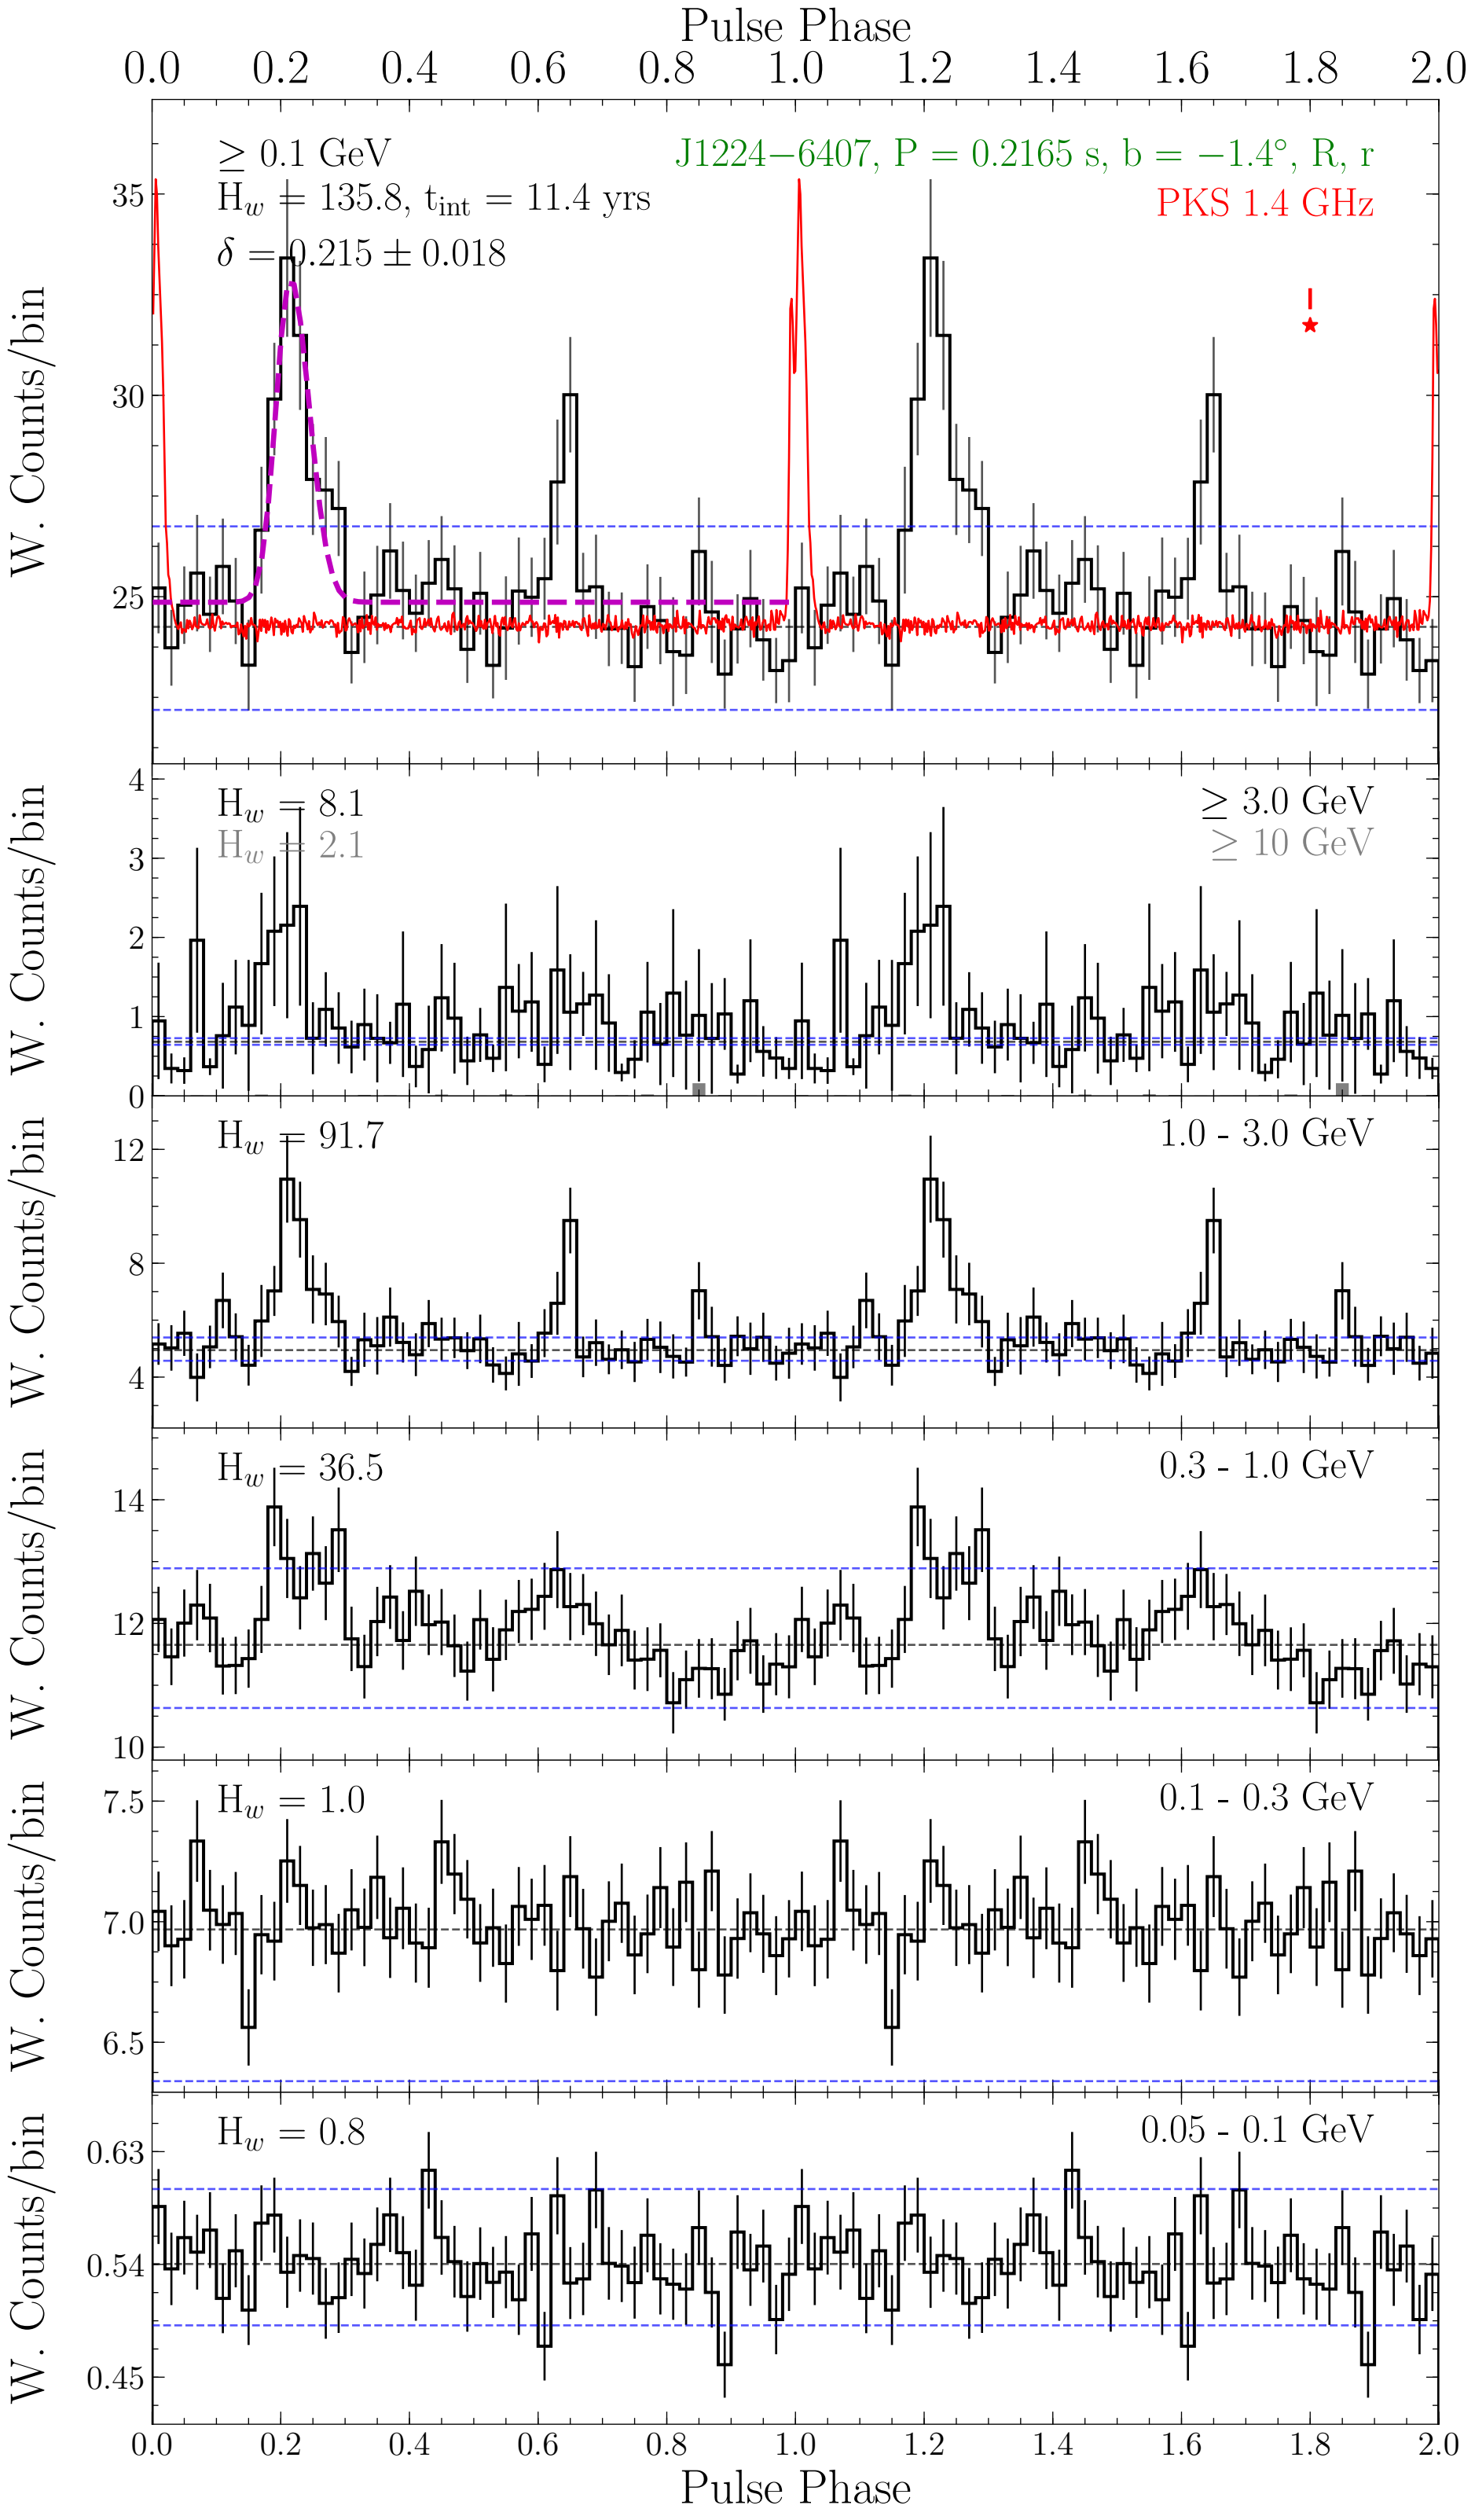 Pulse Phase
0.0 0.2 0.4 0.6 0.8 1.0 1.2 1.4 1.6 1.8 2.0
≥ 0.1 GeV
J1224−6407, P = 0.2165 s, b = −1.4°, R, r
H_w = 135.8, t_int = 11.4 yrs
PKS 1.4 GHz
δ = 0.215 ± 0.018
W. Counts/bin
35
30
25
H_w = 8.1
≥ 3.0 GeV
H_w = 2.1
≥ 10 GeV
W. Counts/bin
4
3
2
1
0
H_w = 91.7
1.0 - 3.0 GeV
W. Counts/bin
12
8
4
H_w = 36.5
0.3 - 1.0 GeV
W. Counts/bin
14
12
10
H_w = 1.0
0.1 - 0.3 GeV
W. Counts/bin
7.5
7.0
6.5
H_w = 0.8
0.05 - 0.1 GeV
W. Counts/bin
0.63
0.54
0.45
0.0 0.2 0.4 0.6 0.8 1.0 1.2 1.4 1.6 1.8 2.0
Pulse Phase